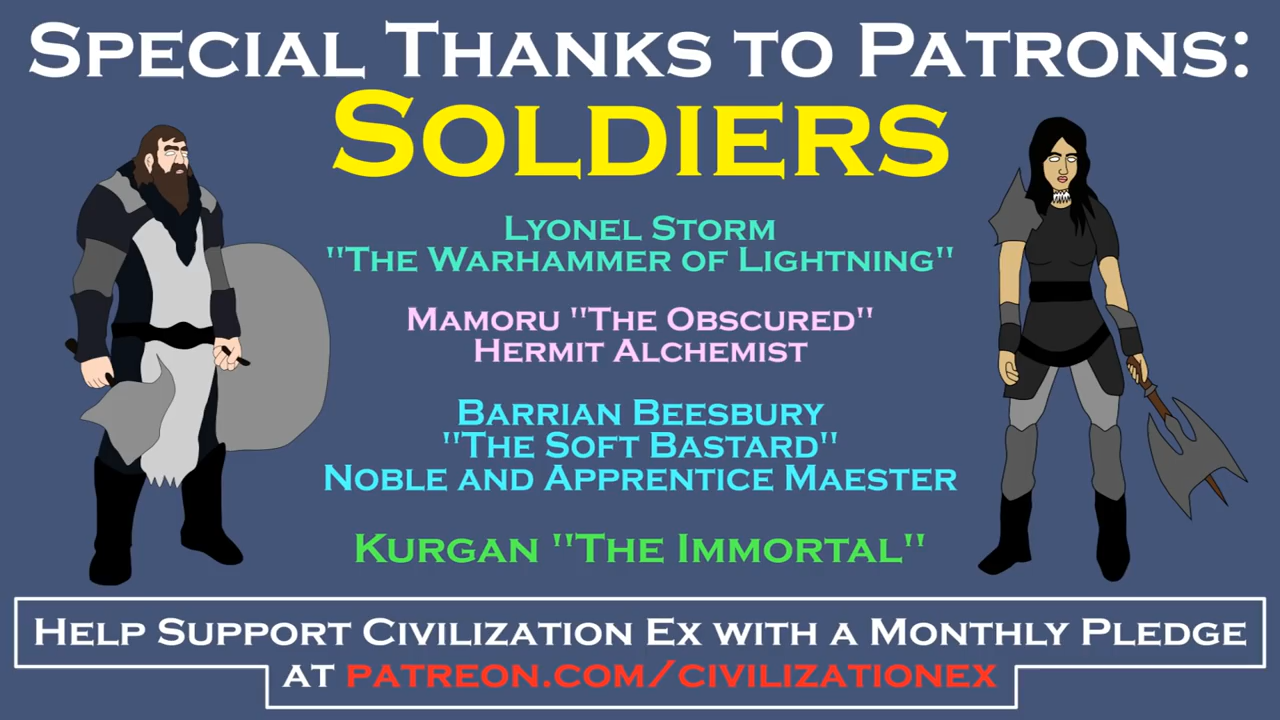 Special Thanks to Patrons:
Soldiers
Lyonel Storm
"The Warhammer of Lightning"
Mamoru "The Obscured"
Hermit Alchemist
Barrian Beesbury
"The Soft Bastard"
Noble and Apprentice Maester
Kurgan "The Immortal"
Help Support Civilization Ex with a Monthly Pledge
at patreon.com/civilizationex